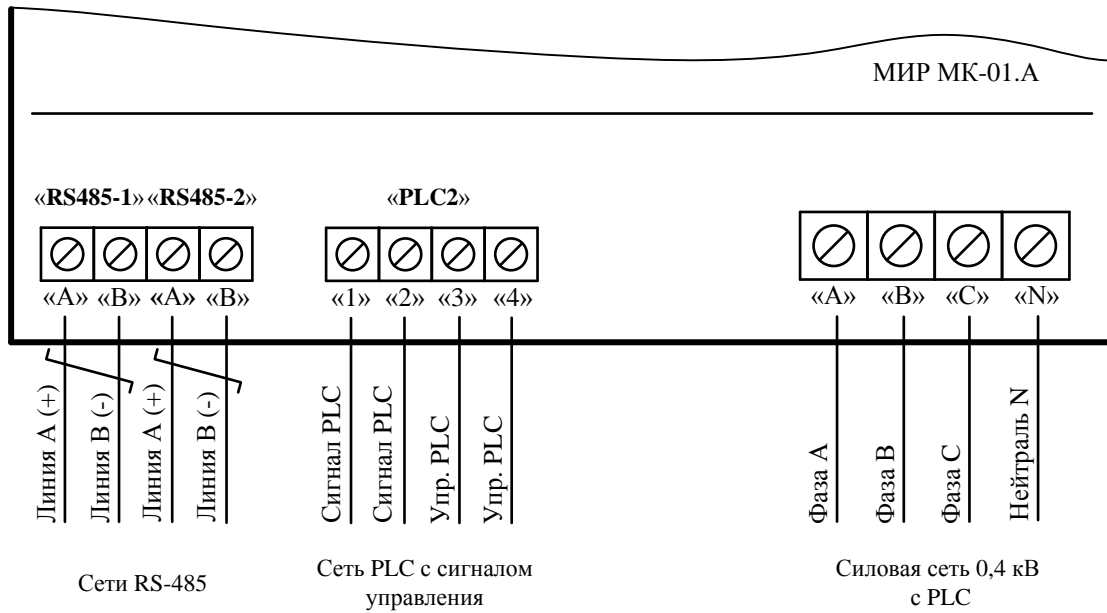 МИР МК-01.А
«RS485-1» «RS485-2»
«PLC2»
«А» «В» «А» «В»
«1» «2» «3» «4»
«А» «В» «С» «N»
Линия А (+)
Линия В (-)
Линия А (+)
Линия В (-)
Сигнал PLC
Сигнал PLC
Упр. PLC
Упр. PLC
Фаза А
Фаза В
Фаза С
Нейтраль N
Сети RS-485
Сеть PLC с сигналом
управления
Силовая сеть 0,4 кВ
с PLC